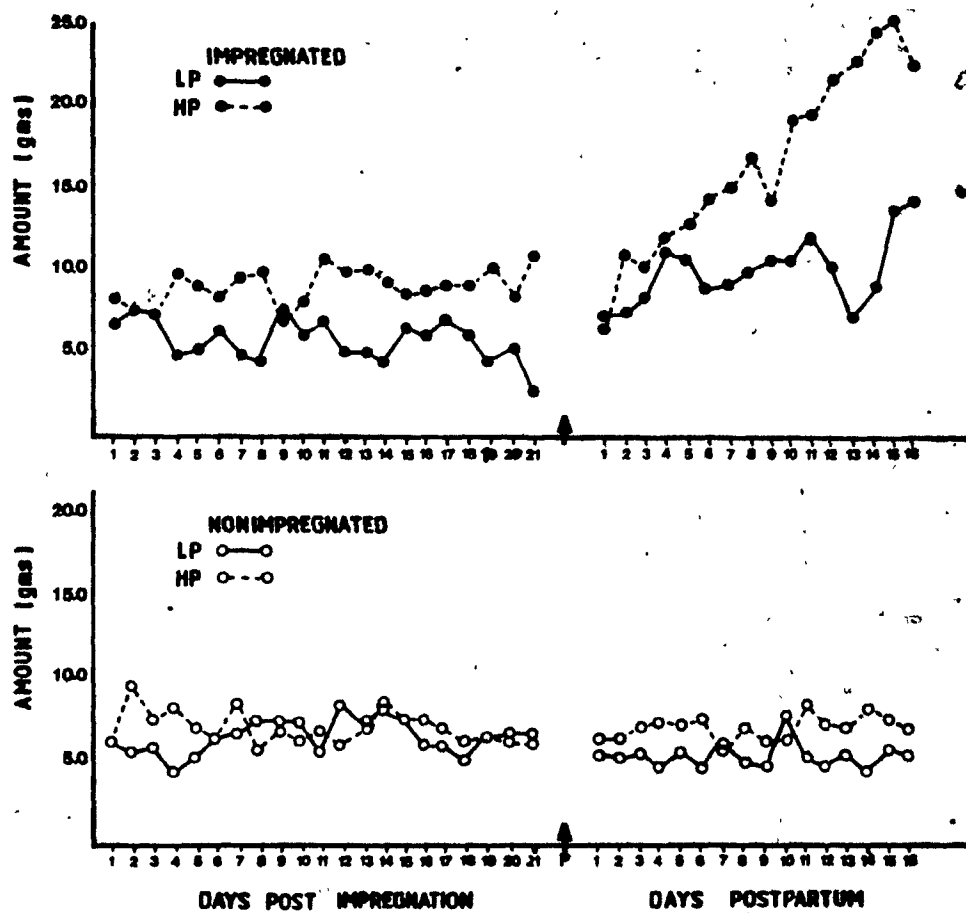 25.0
20.0
15.0
10.0
5.0
AMOUNT (gms)
IMPREGNATED
LP
HP
1 2 3 4 5 6 7 8 9 10 11 12 13 14 15 16 17 18 19 20 21
1 2 3 4 5 6 7 8 9 10 11 12 13 14 15 16
20.0
15.0
10.0
5.0
AMOUNT (gms)
NONIMPREGNATED
LP
HP
1 2 3 4 5 6 7 8 9 10 11 12 13 14 15 16 17 18 19 20 21
P
1 2 3 4 5 6 7 8 9 10 11 12 13 14 15 16
DAYS POST IMPREGNATION
DAYS POSTPARTUM